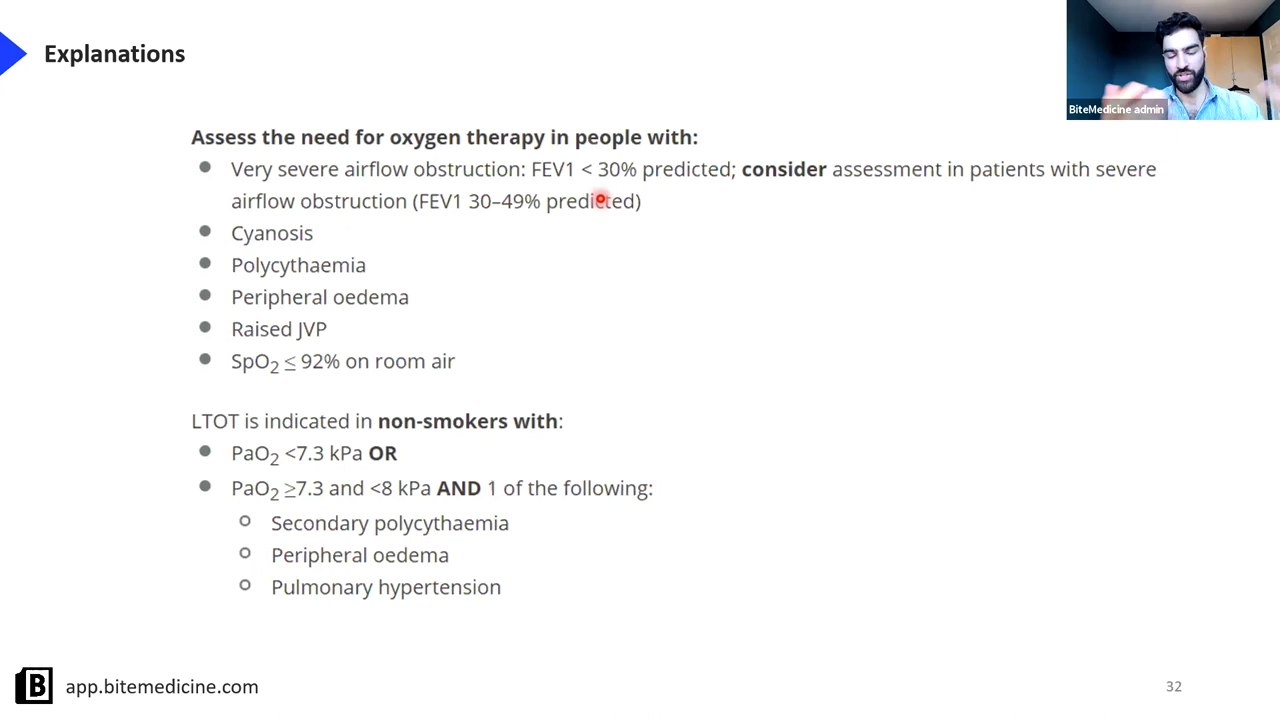 Explanations
BiteMedicine admin
Assess the need for oxygen therapy in people with:
Very severe airflow obstruction: FEV1 < 30% predicted; consider assessment in patients with severe
airflow obstruction (FEV1 30–49% predicted)
Cyanosis
Polycythaemia
Peripheral oedema
Raised JVP
SpO2 ≤ 92% on room air
LTOT is indicated in non-smokers with:
PaO2 <7.3 kPa OR
PaO2 ≥7.3 and <8 kPa AND 1 of the following:
Secondary polycythaemia
Peripheral oedema
Pulmonary hypertension
B app.bitemedicine.com
32